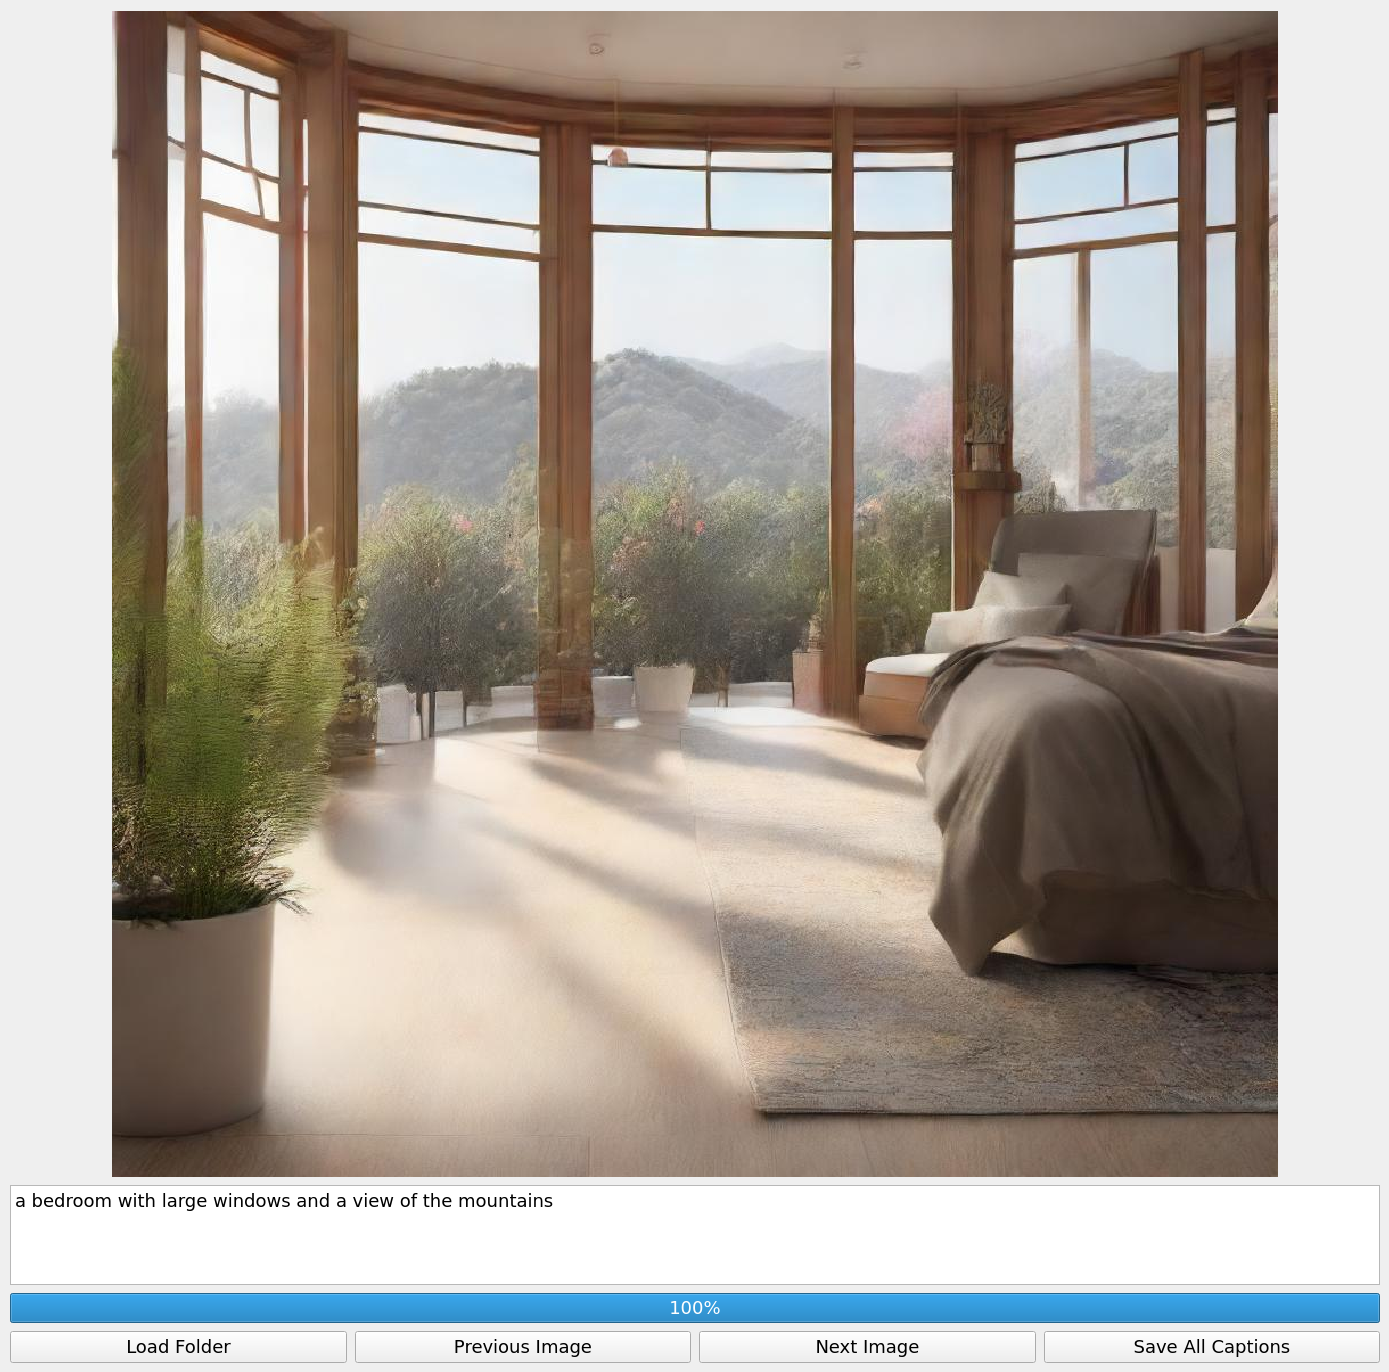 a bedroom with large windows and a view of the mountains
100%
Load Folder
Previous Image
Next Image
Save All Captions